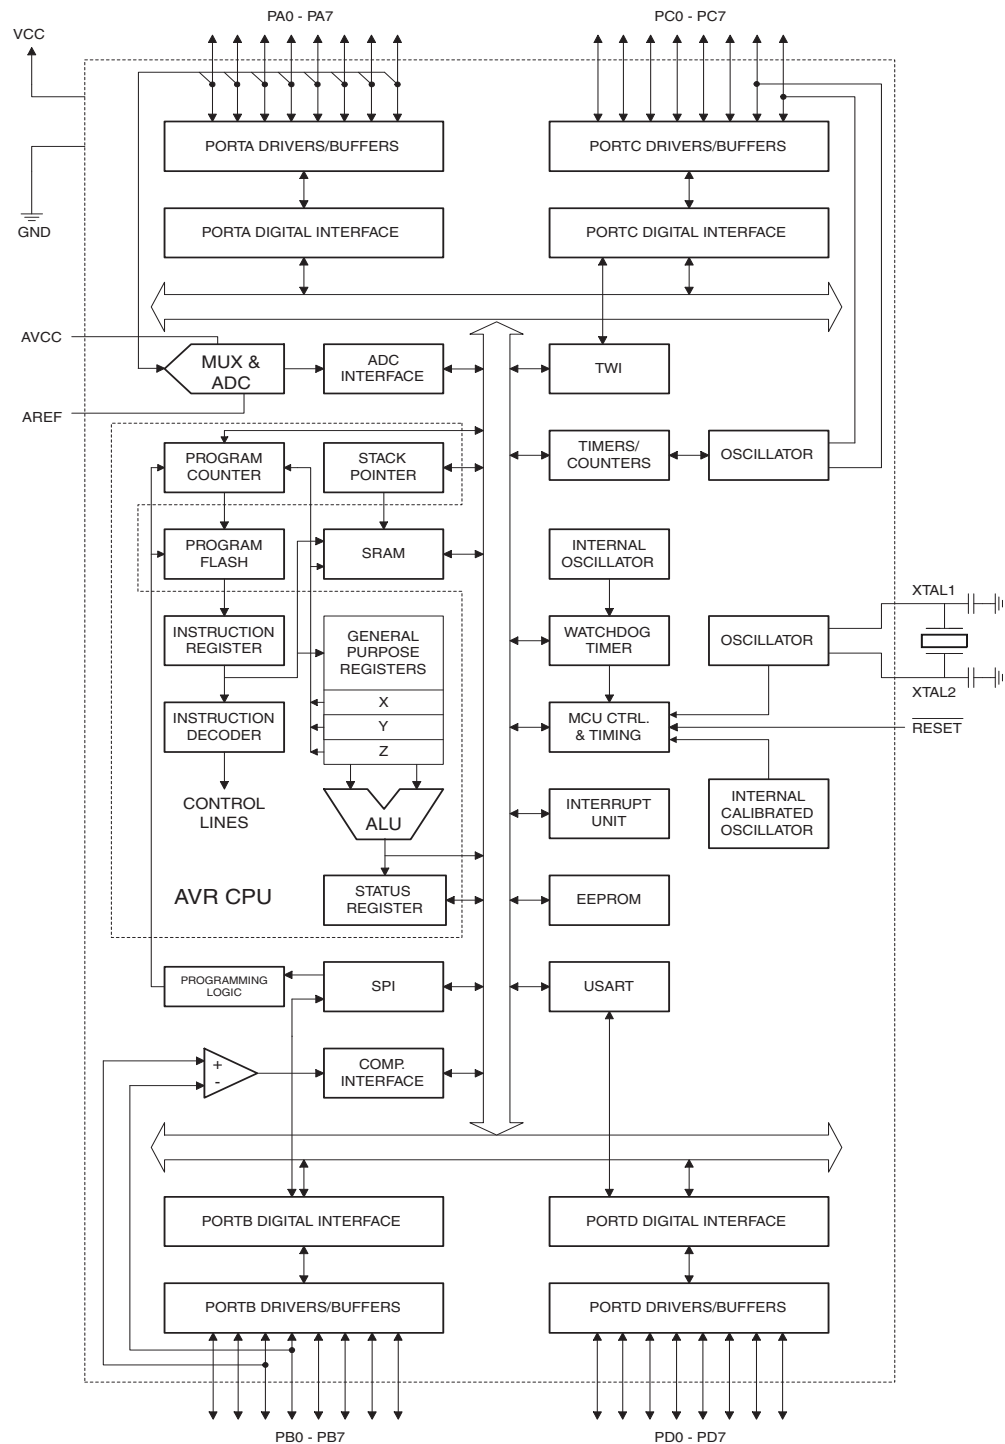 PA0 - PA7
PC0 - PC7
VCC
PORTA DRIVERS/BUFFERS
PORTC DRIVERS/BUFFERS
GND
PORTA DIGITAL INTERFACE
PORTC DIGITAL INTERFACE
AVCC
MUX &
ADC
ADC
INTERFACE
TWI
AREF
PROGRAM
COUNTER
STACK
POINTER
TIMERS/
COUNTERS
OSCILLATOR
PROGRAM
FLASH
SRAM
INTERNAL
OSCILLATOR
XTAL1
INSTRUCTION
REGISTER
GENERAL
PURPOSE
REGISTERS
WATCHDOG
TIMER
OSCILLATOR
XTAL2
X
INSTRUCTION
DECODER
Y
MCU CTRL.
& TIMING
RESET
Z
CONTROL
LINES
ALU
INTERRUPT
UNIT
INTERNAL
CALIBRATED
OSCILLATOR
AVR CPU
STATUS
REGISTER
EEPROM
PROGRAMMING
LOGIC
SPI
USART
+
-
COMP.
INTERFACE
PORTB DIGITAL INTERFACE
PORTD DIGITAL INTERFACE
PORTB DRIVERS/BUFFERS
PORTD DRIVERS/BUFFERS
PB0 - PB7
PD0 - PD7